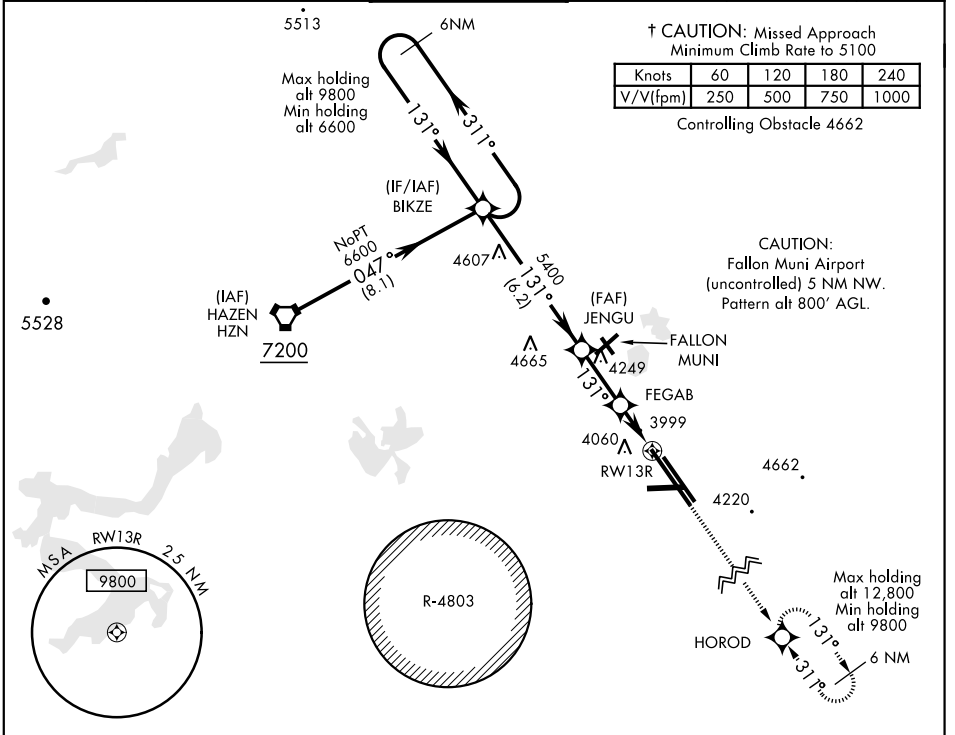 5513
6NM
† CAUTION: Missed Approach
Minimum Climb Rate to 5100
Knots 60 120 180 240
V/V(fpm) 250 500 750 1000
Controlling Obstacle 4662
Max holding
alt 9800
Min holding
alt 6600
131°
311°
(IF/IAF)
BIKZE
NoPT
6600
047°
(8.1)
4607
5400
131°
(6.2)
CAUTION:
Fallon Muni Airport
(uncontrolled) 5 NM NW.
Pattern alt 800' AGL.
(IAF)
HAZEN
HZN
7200
5528
(FAF)
JENGU
FALLON
MUNI
4665
4249
131°
FEGAB
3999
4060
RW13R
4662
4220
MSA RW13R 25 NM
9800
R-4803
Max holding
alt 12,800
Min holding
alt 9800
HOROD
131°
6 NM
311°